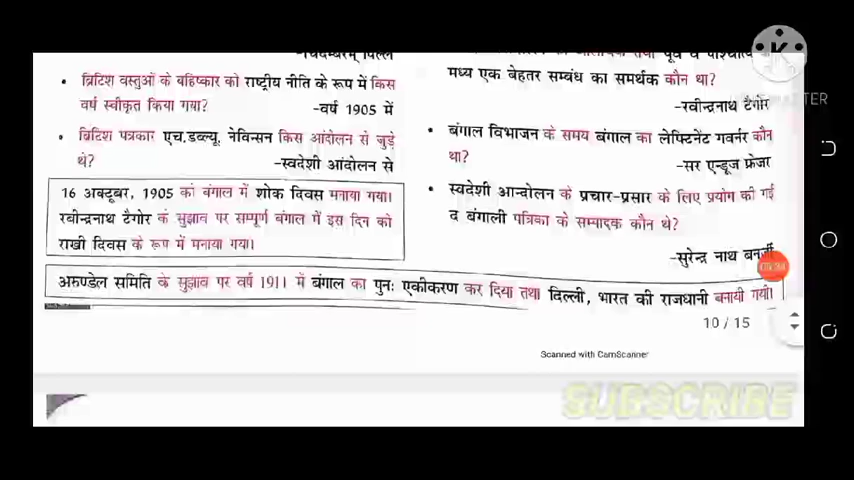 -चिदम्बरम् पिल्लै
• ब्रिटिश वस्तुओं के बहिष्कार को राष्ट्रीय नीति के रूप में किस
वर्ष स्वीकृत किया गया? -वर्ष 1905 में
• ब्रिटिश पत्रकार एच.डब्ल्यू. नेविन्सन किस आंदोलन से जुड़े
थे? -स्वदेशी आंदोलन से
16 अक्टूबर, 1905 को बंगाल में शोक दिवस मनाया गया।
रवीन्द्रनाथ टैगोर के सुझाव पर सम्पूर्ण बंगाल में इस दिन को
राखी दिवस के रूप में मनाया गया।
मध्य एक बेहतर सम्बंध का समर्थक कौन था?
-रवीन्द्रनाथ टैगोर
• बंगाल विभाजन के समय बंगाल का लेफ्टिनेंट गवर्नर कौन
था? -सर एन्ड्रूज फ्रेजर
• स्वदेशी आन्दोलन के प्रचार-प्रसार के लिए प्रयोग की गई
द बंगाली पत्रिका के सम्पादक कौन थे?
-सुरेन्द्र नाथ बनर्जी
अरुण्डेल समिति के सुझाव पर वर्ष 1911 में बंगाल का पुनः एकीकरण कर दिया तथा दिल्ली, भारत की राजधानी बनायी गयी।
10 / 15
Scanned with CamScanner
SUBSCRIBE